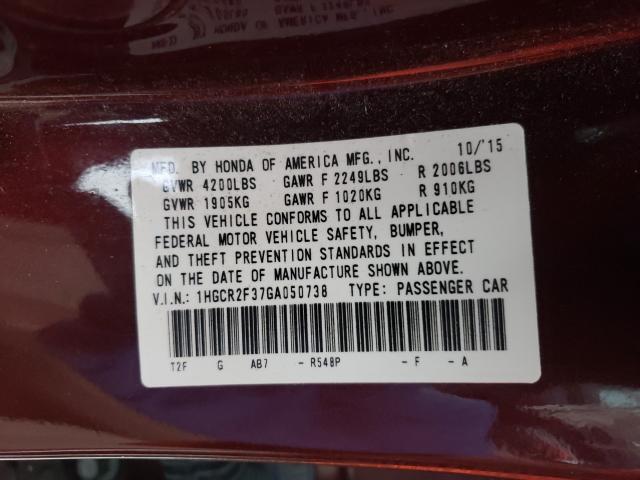 MFD. BY HONDA OF AMERICA MFG., INC. 10/'15
GVWR 4200LBS GAWR F 2249LBS R 2006LBS
GVWR 1905KG GAWR F 1020KG R 910KG
THIS VEHICLE CONFORMS TO ALL APPLICABLE
FEDERAL MOTOR VEHICLE SAFETY, BUMPER,
AND THEFT PREVENTION STANDARDS IN EFFECT
ON THE DATE OF MANUFACTURE SHOWN ABOVE.
V.I.N.: 1HGCR2F37GA050738 TYPE: PASSENGER CAR
T2F G AB7 - R548P - F - A